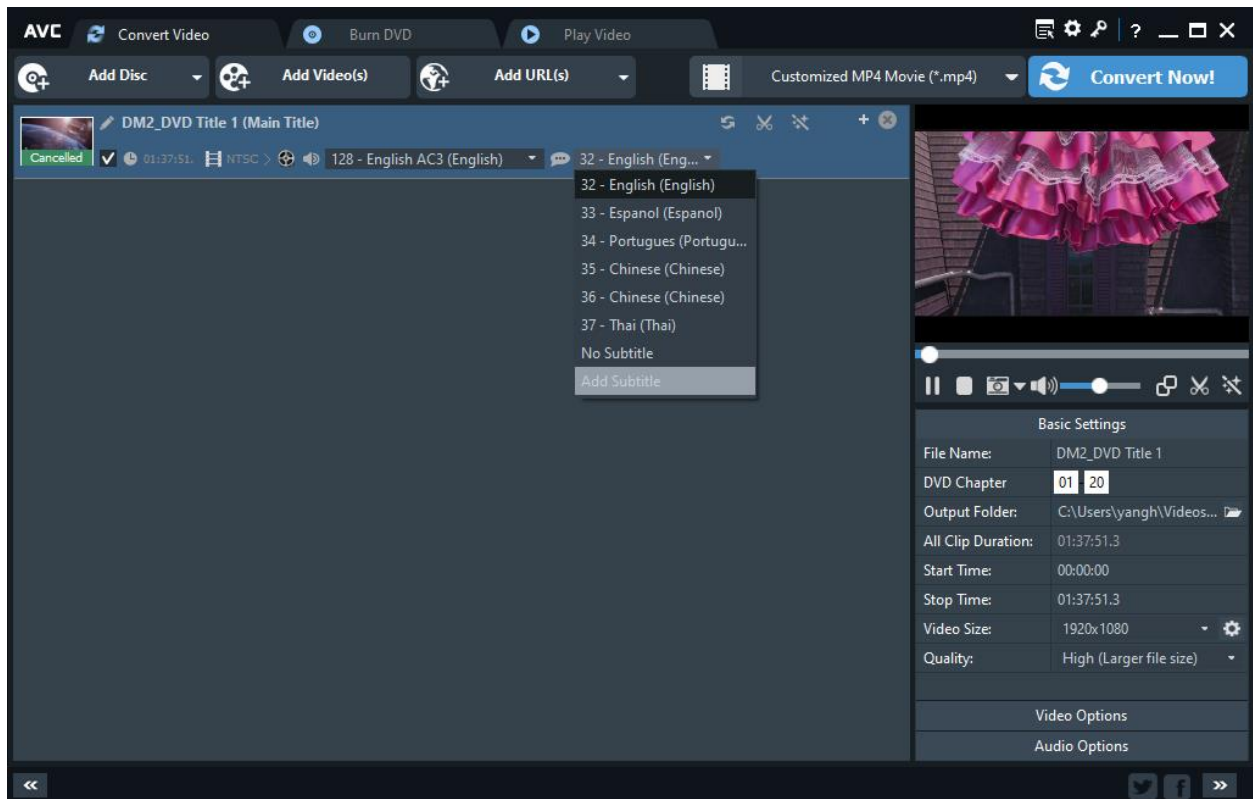 AVC Convert Video Burn DVD Play Video ?
Add Disc Add Video(s) Add URL(s) Customized MP4 Movie (*.mp4) Convert Now!
DM2_DVD Title 1 (Main Title)
Cancelled 01:37:51. NTSC 128 - English AC3 (English) 32 - English (Eng...
32 - English (English)
33 - Espanol (Espanol)
34 - Portugues (Portugu...
35 - Chinese (Chinese)
36 - Chinese (Chinese)
37 - Thai (Thai)
No Subtitle
Add Subtitle
Basic Settings
File Name: DM2_DVD Title 1
DVD Chapter 01 - 20
Output Folder: C:\Users\yangh\Videos...
All Clip Duration: 01:37:51.3
Start Time: 00:00:00
Stop Time: 01:37:51.3
Video Size: 1920x1080
Quality: High (Larger file size)
Video Options
Audio Options